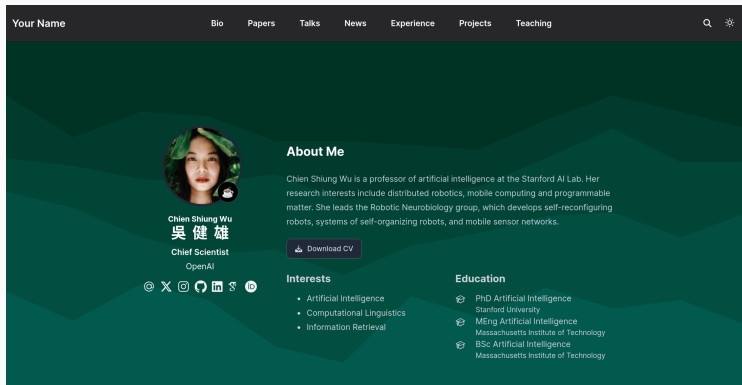 Your Name
Bio
Papers
Talks
News
Experience
Projects
Teaching
Chien Shiung Wu
吳健雄
Chief Scientist
OpenAI
About Me
Chien Shiung Wu is a professor of artificial intelligence at the Stanford AI Lab. Her
research interests include distributed robotics, mobile computing and programmable
matter. She leads the Robotic Neurobiology group, which develops self-reconfiguring
robots, systems of self-organizing robots, and mobile sensor networks.
Download CV
Interests
Artificial Intelligence
Computational Linguistics
Information Retrieval
Education
PhD Artificial Intelligence
Stanford University
MEng Artificial Intelligence
Massachusetts Institute of Technology
BSc Artificial Intelligence
Massachusetts Institute of Technology